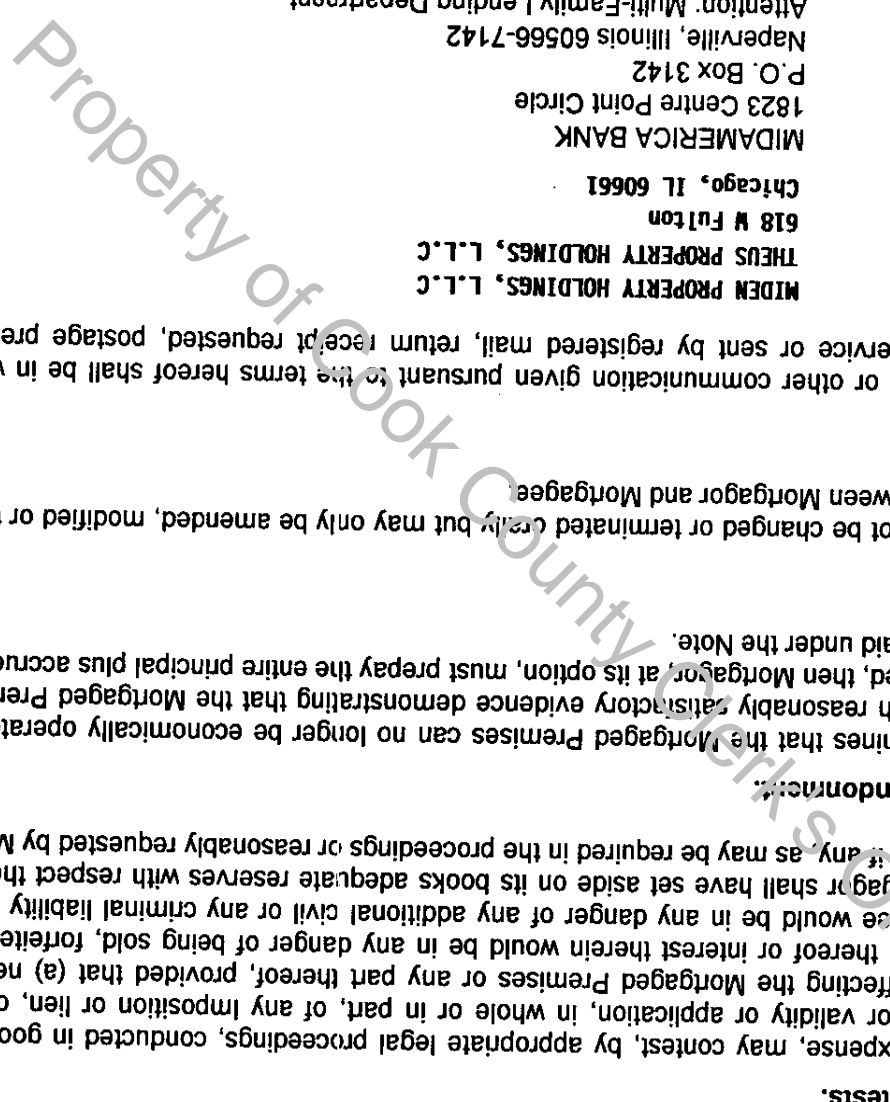 tests.
xpense, may contest, by appropriate legal proceedings, conducted in goo
or validity or application, in whole or in part, of any Imposition or lien,
ffecting the Mortgaged Premises or any part thereof, provided that (a) ne
thereof or interest therein would be in any danger of being sold, forfeite
ee would be in any danger of any additional civil or any criminal liability
gagor shall have set aside on its books adequate reserves with respect the
if any, as may be required in the proceedings or reasonably requested by M
ndonment.
nines that the Mortgaged Premises can no longer be economically operate
h reasonably satisfactory evidence demonstrating that the Mortgaged Prem
ed, then Mortgagor, at its option, must prepay the entire principal plus accrue
aid under the Note.
ot be changed or terminated orally but may only be amended, modified or
ween Mortgagor and Mortgagee.
or other communication given pursuant to the terms hereof shall be in
ervice or sent by registered mail, return receipt requested, postage pre
MIDEN PROPERTY HOLDINGS, L.L.C
THEUS PROPERTY HOLDINGS, L.L.C
618 W Fulton
Chicago, IL 60661
MIDAMERICA BANK
1823 Centre Point Circle
P.O. Box 3142
Naperville, Illinois 60566-7142
Attention: Multi-Family Lending Department
Property of Cook County Clerk's O